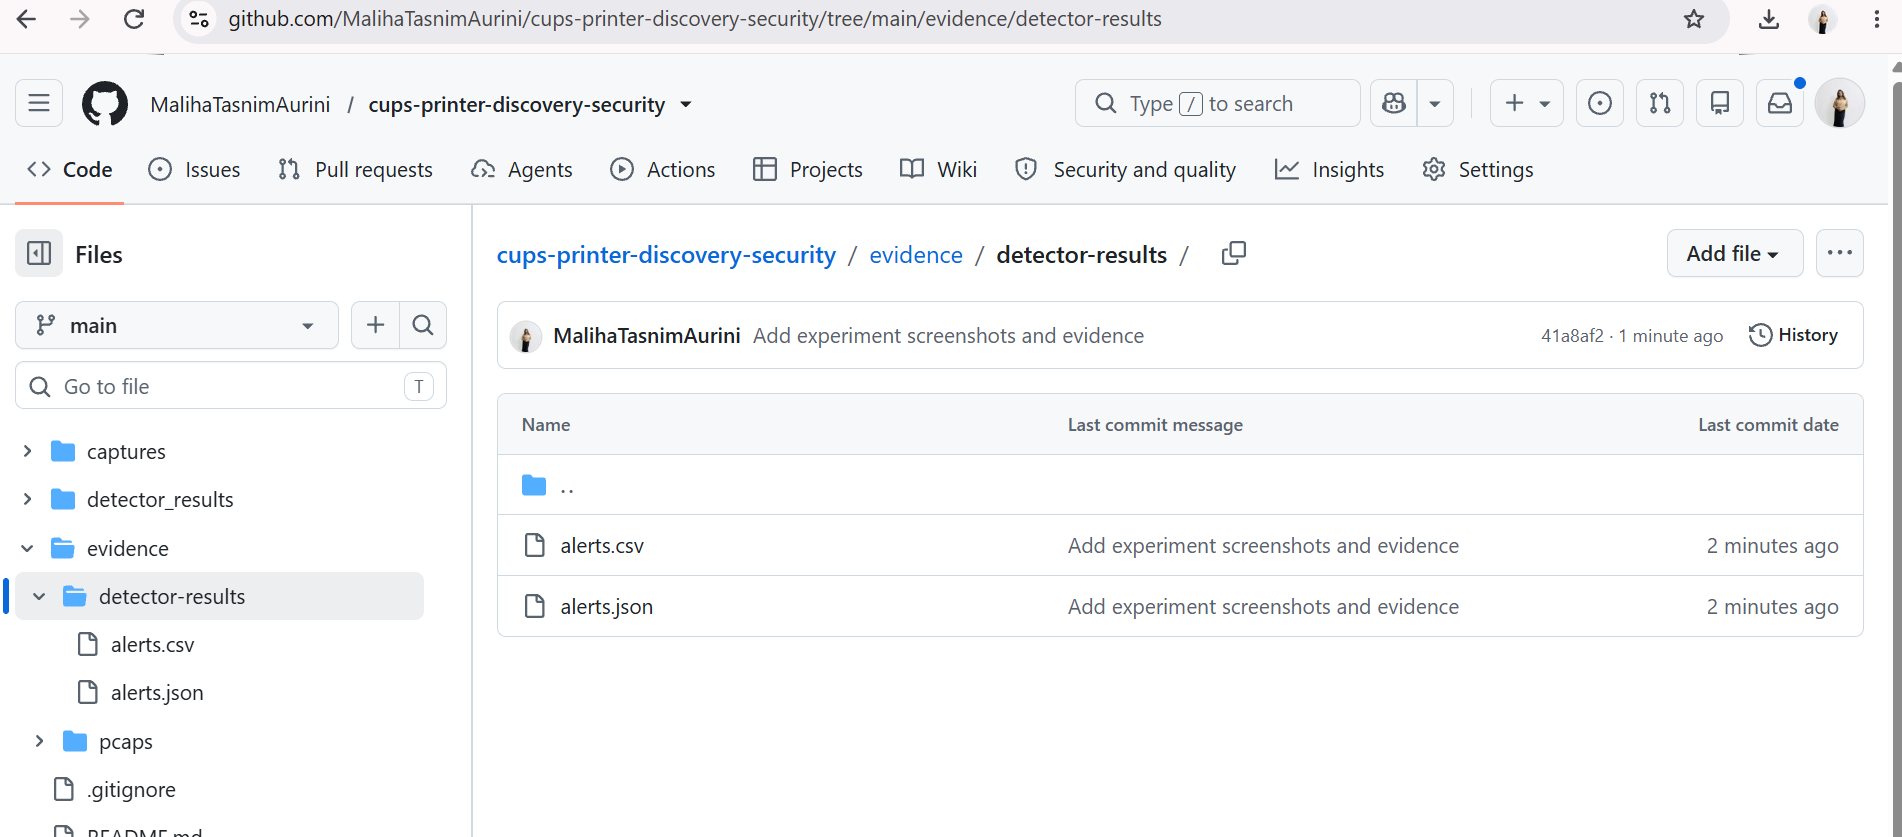 github.com/MalihaTasnimAurini/cups-printer-discovery-security/tree/main/evidence/detector-results
MalihaTasnimAurini / cups-printer-discovery-security
Type / to search
Code Issues Pull requests Agents Actions Projects Wiki Security and quality Insights Settings
Files
cups-printer-discovery-security / evidence / detector-results /
Add file
main
MalihaTasnimAurini Add experiment screenshots and evidence
41a8af2 · 1 minute ago History
Go to file T
Name Last commit message Last commit date
..
alerts.csv Add experiment screenshots and evidence 2 minutes ago
alerts.json Add experiment screenshots and evidence 2 minutes ago
captures
detector_results
evidence
detector-results
alerts.csv
alerts.json
pcaps
.gitignore
README.md